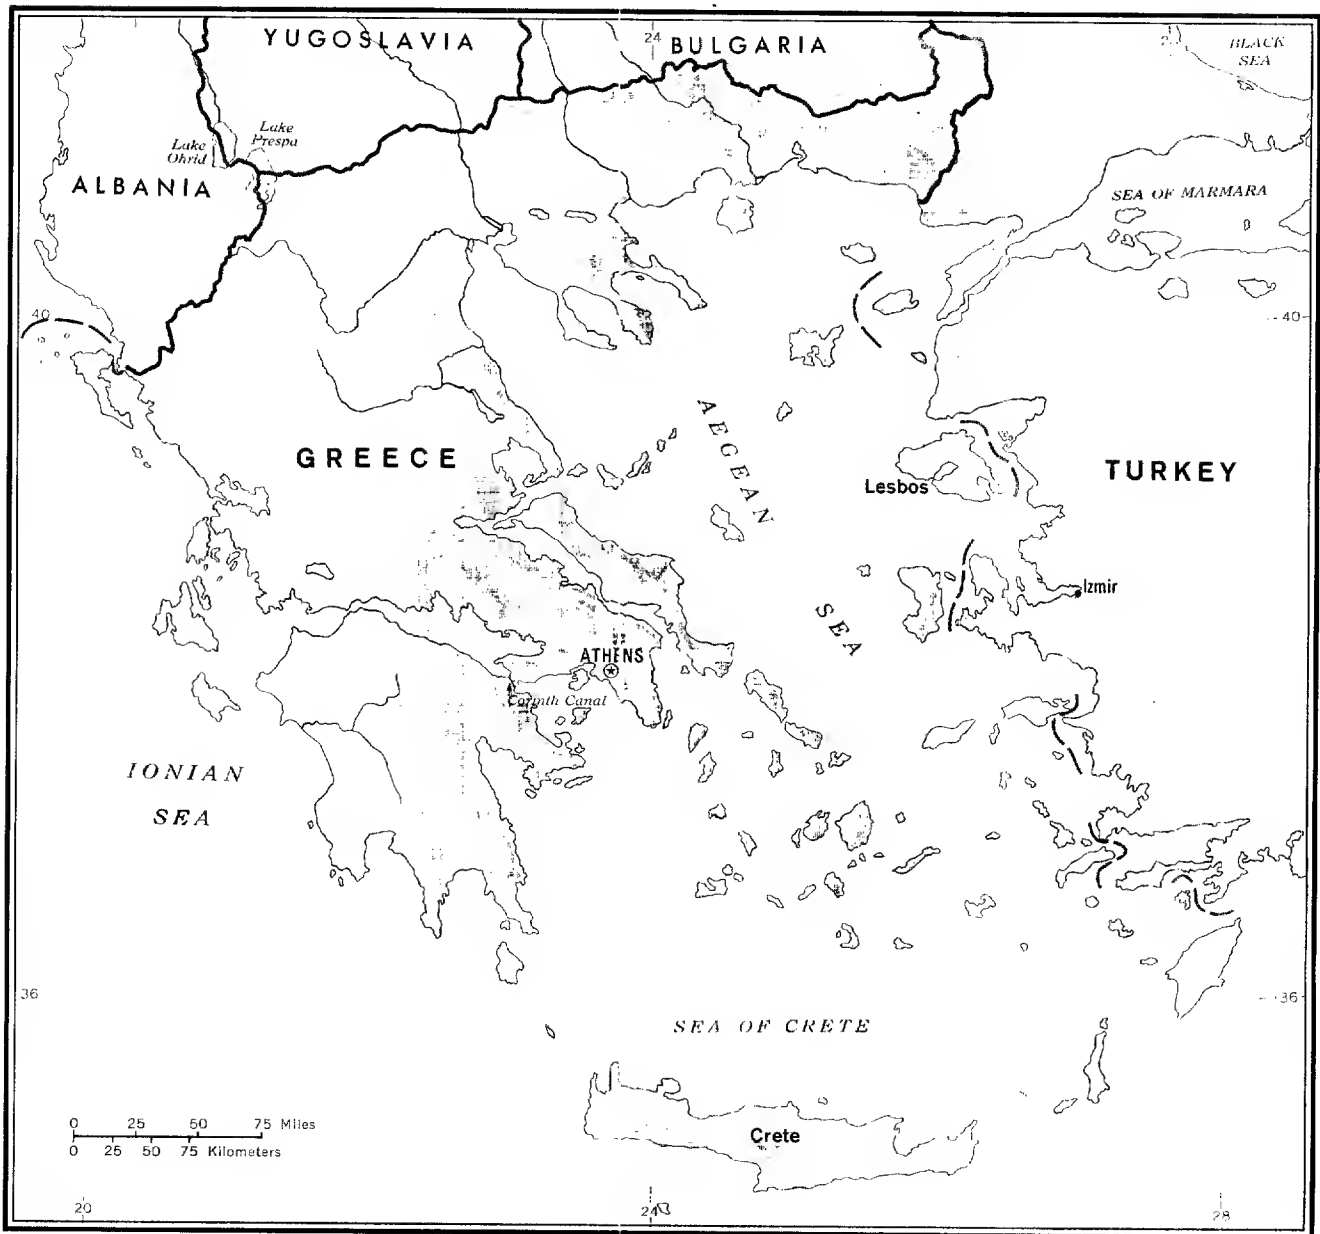 YUGOSLAVIA
24
BULGARIA
BLACK
SEA
Lake
Ohrid
Lake
Prespa
ALBANIA
SEA OF MARMARA
40
40
AEGEAN
SEA
GREECE
Lesbos
TURKEY
Izmir
ATHENS
Corinth Canal
IONIAN
SEA
36
36
SEA OF CRETE
0 25 50 75 Miles
0 25 50 75 Kilometers
Crete
20
24
28